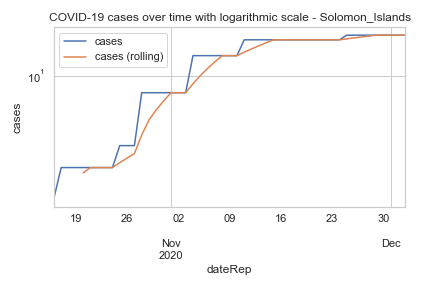 COVID-19 cases over time with logarithmic scale - Solomon_Islands
cases
cases (rolling)
10¹
cases
19 26 02 09 16 23 30
Nov Dec
2020
dateRep